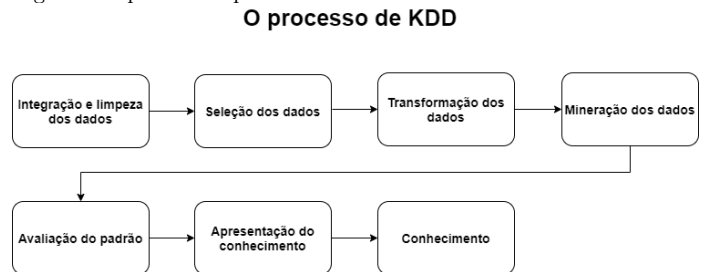 O processo de KDD
Integração e limpeza
dos dados
Seleção dos dados
Transformação dos
dados
Mineração dos dados
Avaliação do padrão
Apresentação do
conhecimento
Conhecimento